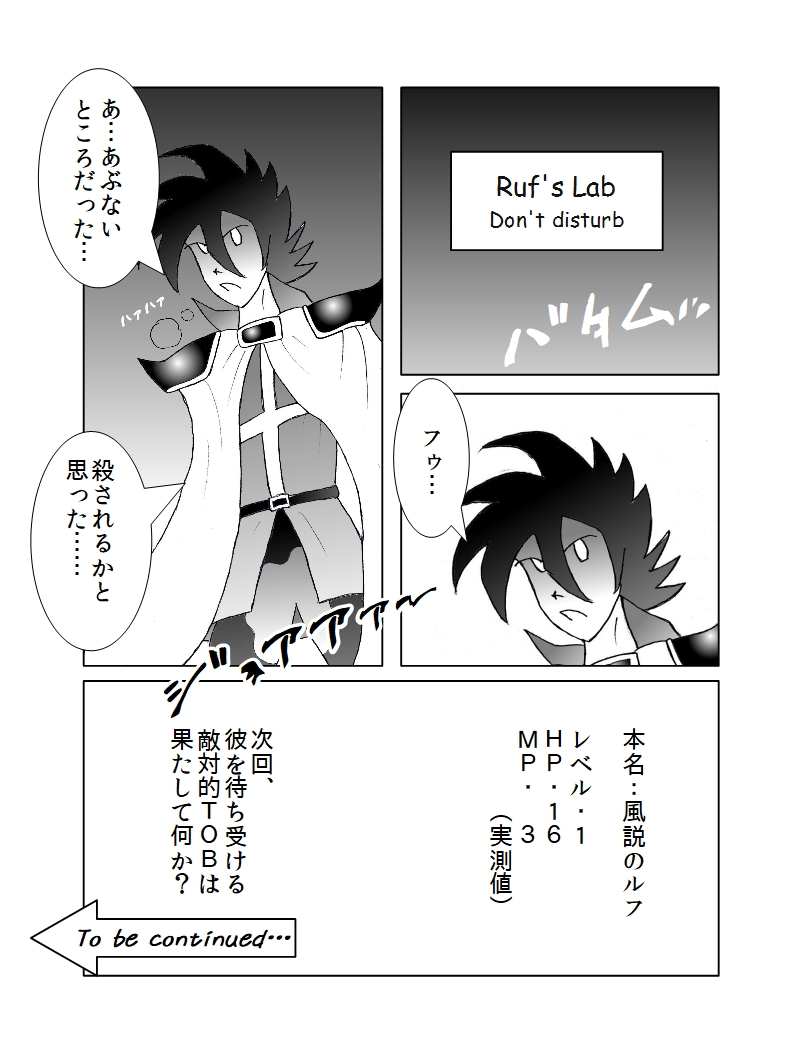 Ruf's Lab
Don't disturb
バタムッ
フゥ…
あ…あぶない
ところだった…
ハァハァ
殺されるかと
思った……
ジョアアァ～
本名：風説のルフ
レベル・1
HP・16
MP・ 3
（実測値）
次回、
彼を待ち受ける
敵対的TOBは
果たして何か？
To be continued…